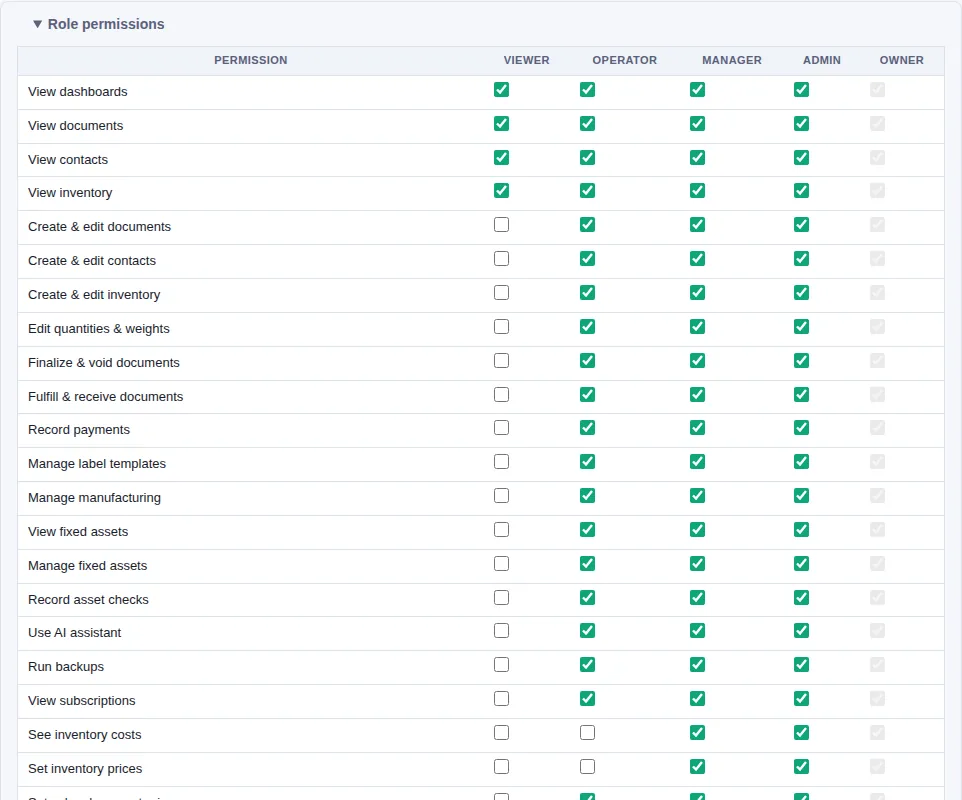 ▼ Role permissions
PERMISSION VIEWER OPERATOR MANAGER ADMIN OWNER
View dashboards
View documents
View contacts
View inventory
Create & edit documents
Create & edit contacts
Create & edit inventory
Edit quantities & weights
Finalize & void documents
Fulfill & receive documents
Record payments
Manage label templates
Manage manufacturing
View fixed assets
Manage fixed assets
Record asset checks
Use AI assistant
Run backups
View subscriptions
See inventory costs
Set inventory prices